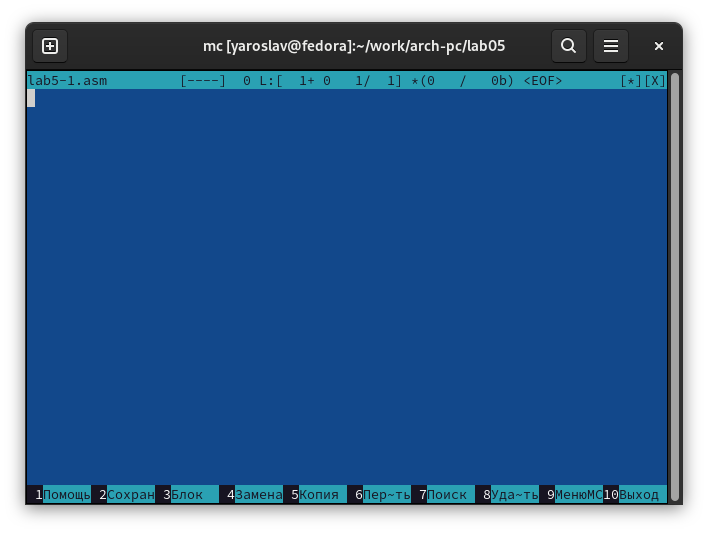 mc [yaroslav@fedora]:~/work/arch-pc/lab05
lab5-1.asm [----] 0 L:[ 1+ 0 1/ 1] *(0 / 0b) <EOF> [*][X]
1Помощь 2Сохран 3Блок 4Замена 5Копия 6Пер~ть 7Поиск 8Уда~ть 9МенюMC 10Выход